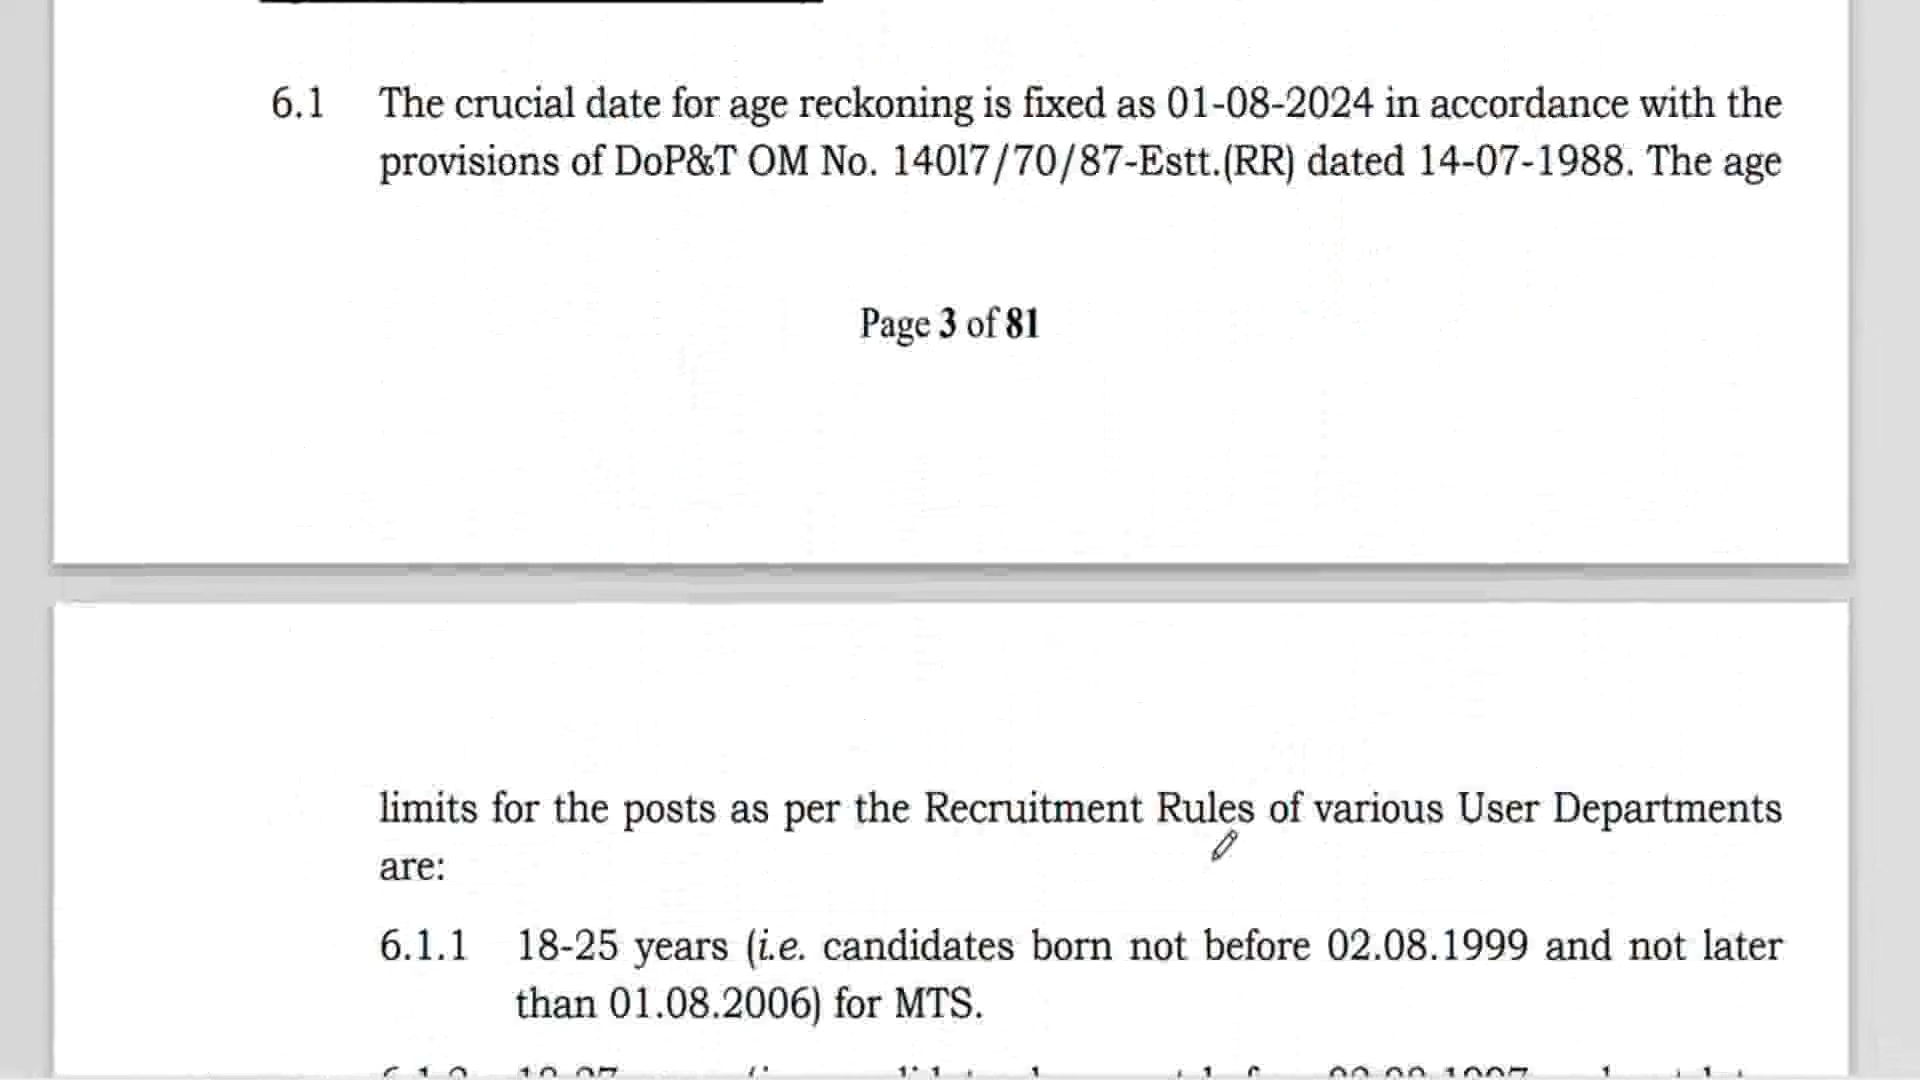 6.1 The crucial date for age reckoning is fixed as 01-08-2024 in accordance with the
provisions of DoP&T OM No. 14017/70/87-Estt.(RR) dated 14-07-1988. The age
Page 3 of 81
limits for the posts as per the Recruitment Rules of various User Departments
are:
6.1.1 18-25 years (i.e. candidates born not before 02.08.1999 and not later
than 01.08.2006) for MTS.